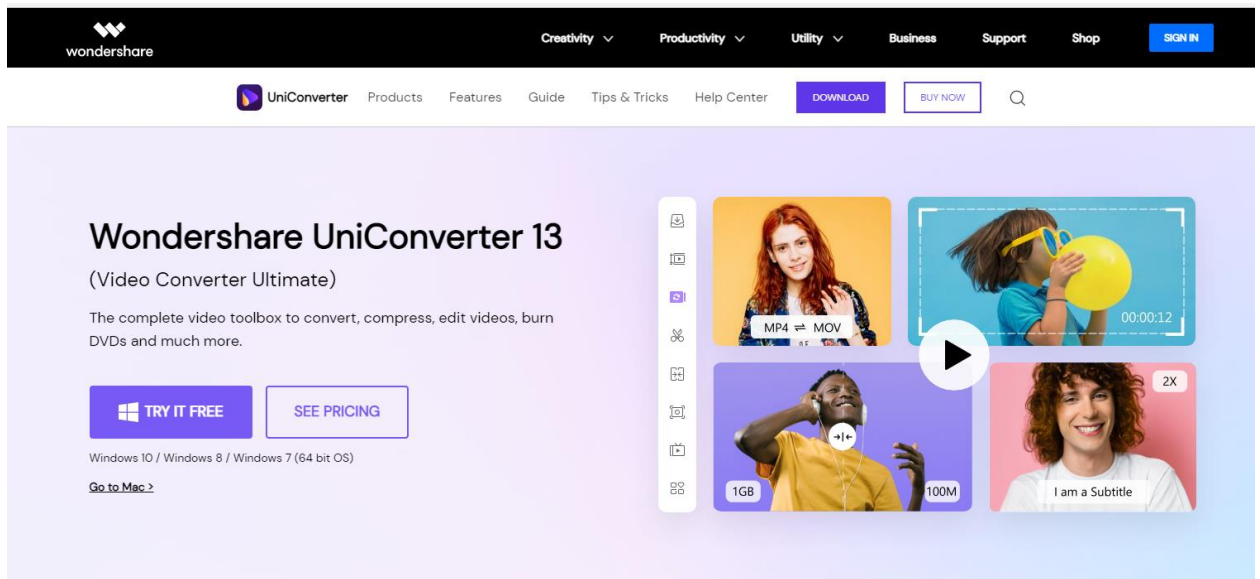 wondershare
Creativity Productivity Utility Business Support Shop SIGN IN
UniConverter Products Features Guide Tips & Tricks Help Center DOWNLOAD BUY NOW
Wondershare UniConverter 13
(Video Converter Ultimate)
The complete video toolbox to convert, compress, edit videos, burn
DVDs and much more.
TRY IT FREE SEE PRICING
Windows 10 / Windows 8 / Windows 7 (64 bit OS)
Go to Mac >
MP4 ⇌ MOV
00:00:12
1GB
100M
2X
I am a Subtitle